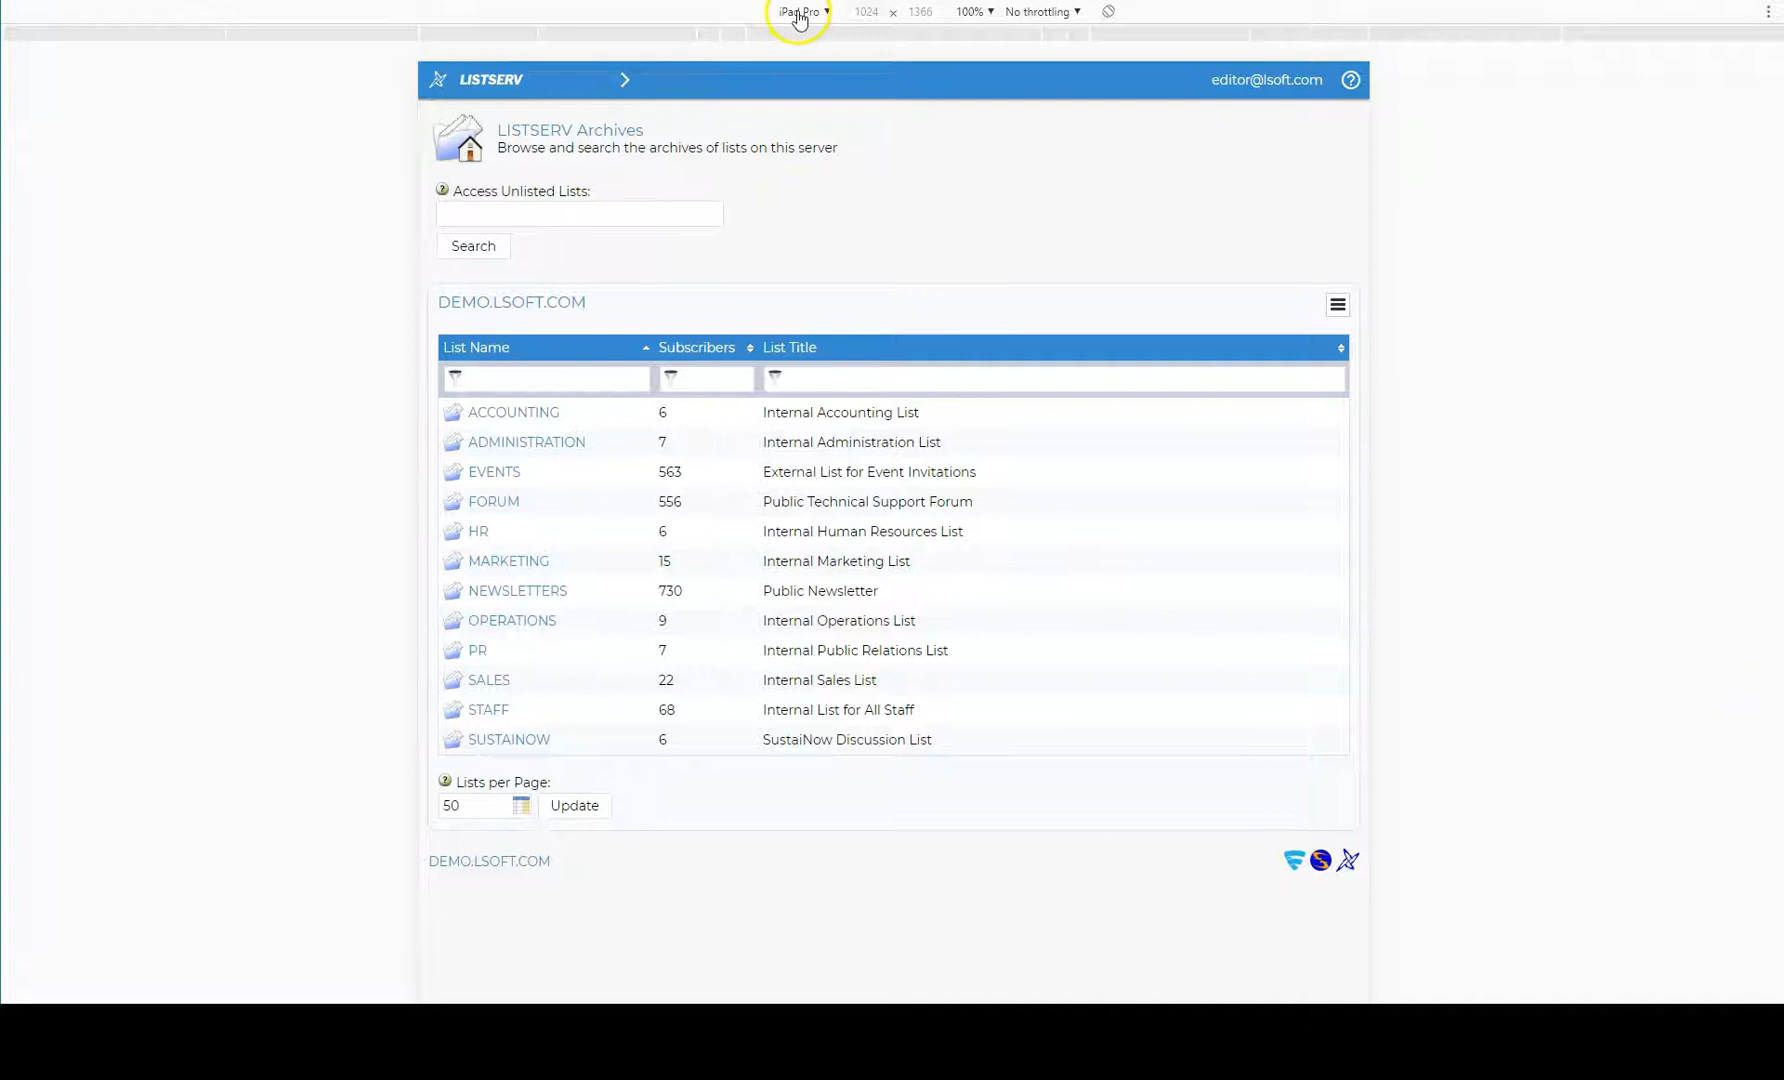 iPad Pro 1024 × 1366 100% No throttling
LISTSERV editor@lsoft.com
LISTSERV Archives
Browse and search the archives of lists on this server
Access Unlisted Lists:
Search
DEMO.LSOFT.COM
List Name Subscribers List Title
ACCOUNTING 6 Internal Accounting List
ADMINISTRATION 7 Internal Administration List
EVENTS 563 External List for Event Invitations
FORUM 556 Public Technical Support Forum
HR 6 Internal Human Resources List
MARKETING 15 Internal Marketing List
NEWSLETTERS 730 Public Newsletter
OPERATIONS 9 Internal Operations List
PR 7 Internal Public Relations List
SALES 22 Internal Sales List
STAFF 68 Internal List for All Staff
SUSTAINOW 6 SustaiNow Discussion List
Lists per Page:
50 Update
DEMO.LSOFT.COM